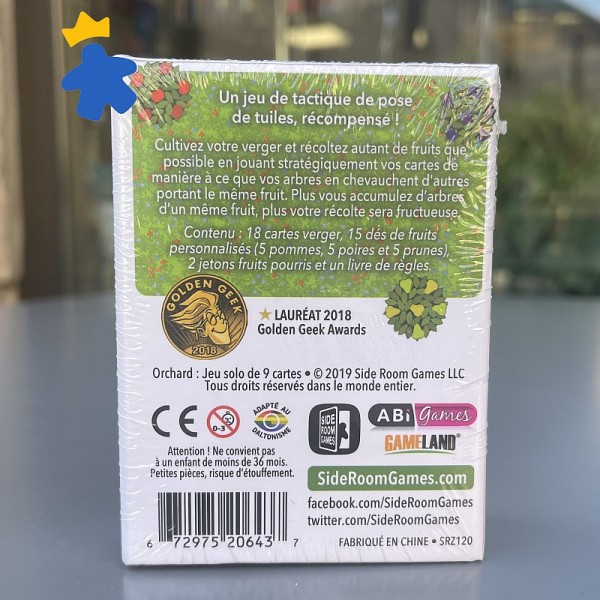 Un jeu de tactique de pose
de tuiles, récompensé !
Cultivez votre verger et récoltez autant de fruits que
possible en jouant stratégiquement vos cartes de
manière à ce que vos arbres en chevauchent d'autres
portant le même fruit. Plus vous accumulez d'arbres
d'un même fruit, plus votre récolte sera fructueuse.
Contenu : 18 cartes verger, 15 dés de fruits
personnalisés (5 pommes, 5 poires et 5 prunes),
2 jetons fruits pourris et un livre de règles.
GOLDEN GEEK
2018
★ LAURÉAT 2018
Golden Geek Awards
Orchard : Jeu solo de 9 cartes • © 2019 Side Room Games LLC
Tous droits réservés dans le monde entier.
CE
0-3
ADAPTÉ AU
DALTONISME
SIDE
ROOM
GAMES
ABi Games
GAMELAND®
Attention ! Ne convient pas
à un enfant de moins de 36 mois.
Petites pièces, risque d'étouffement.
SideRoomGames.com
facebook.com/SideRoomGames
twitter.com/SideRoomGames
6 72975 20643 7
FABRIQUÉ EN CHINE • SRZ120